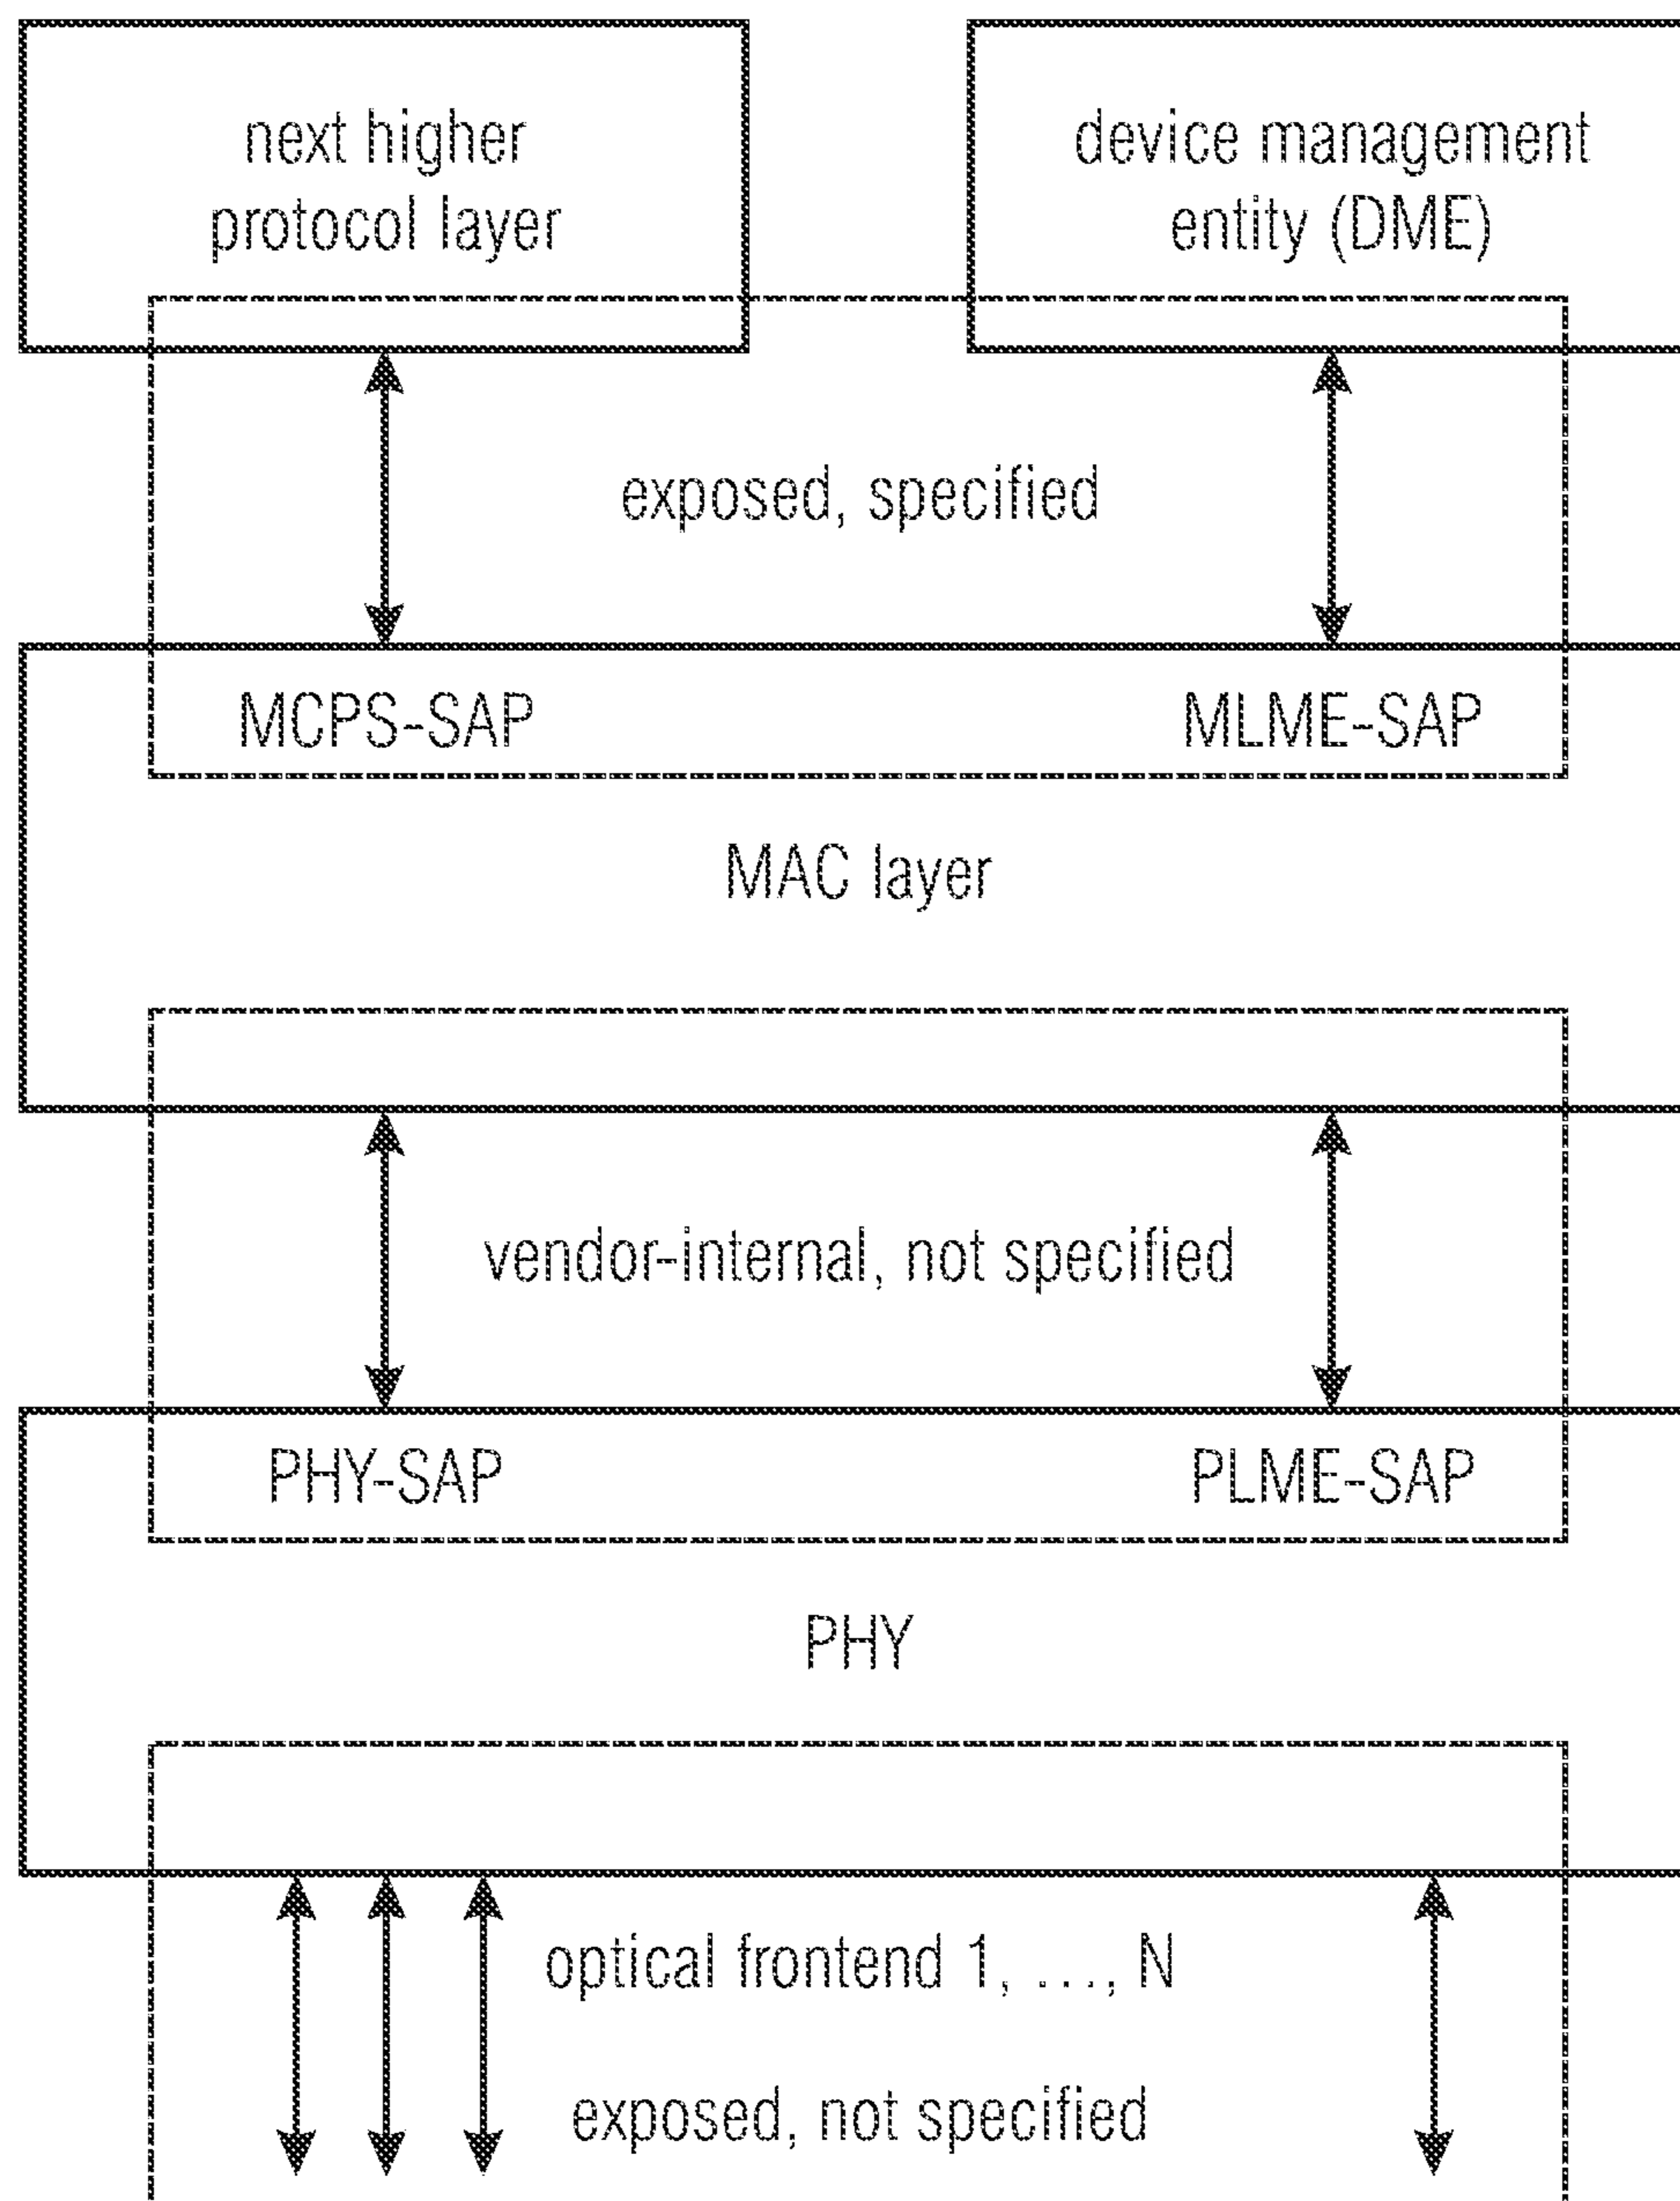 next higher
protocol layer
device management
entity (DME)
exposed, specified
MCPS-SAP
MLME-SAP
MAC layer
vendor-internal, not specified
PHY-SAP
PLME-SAP
PHY
optical frontend 1, ..., N
exposed, not specified